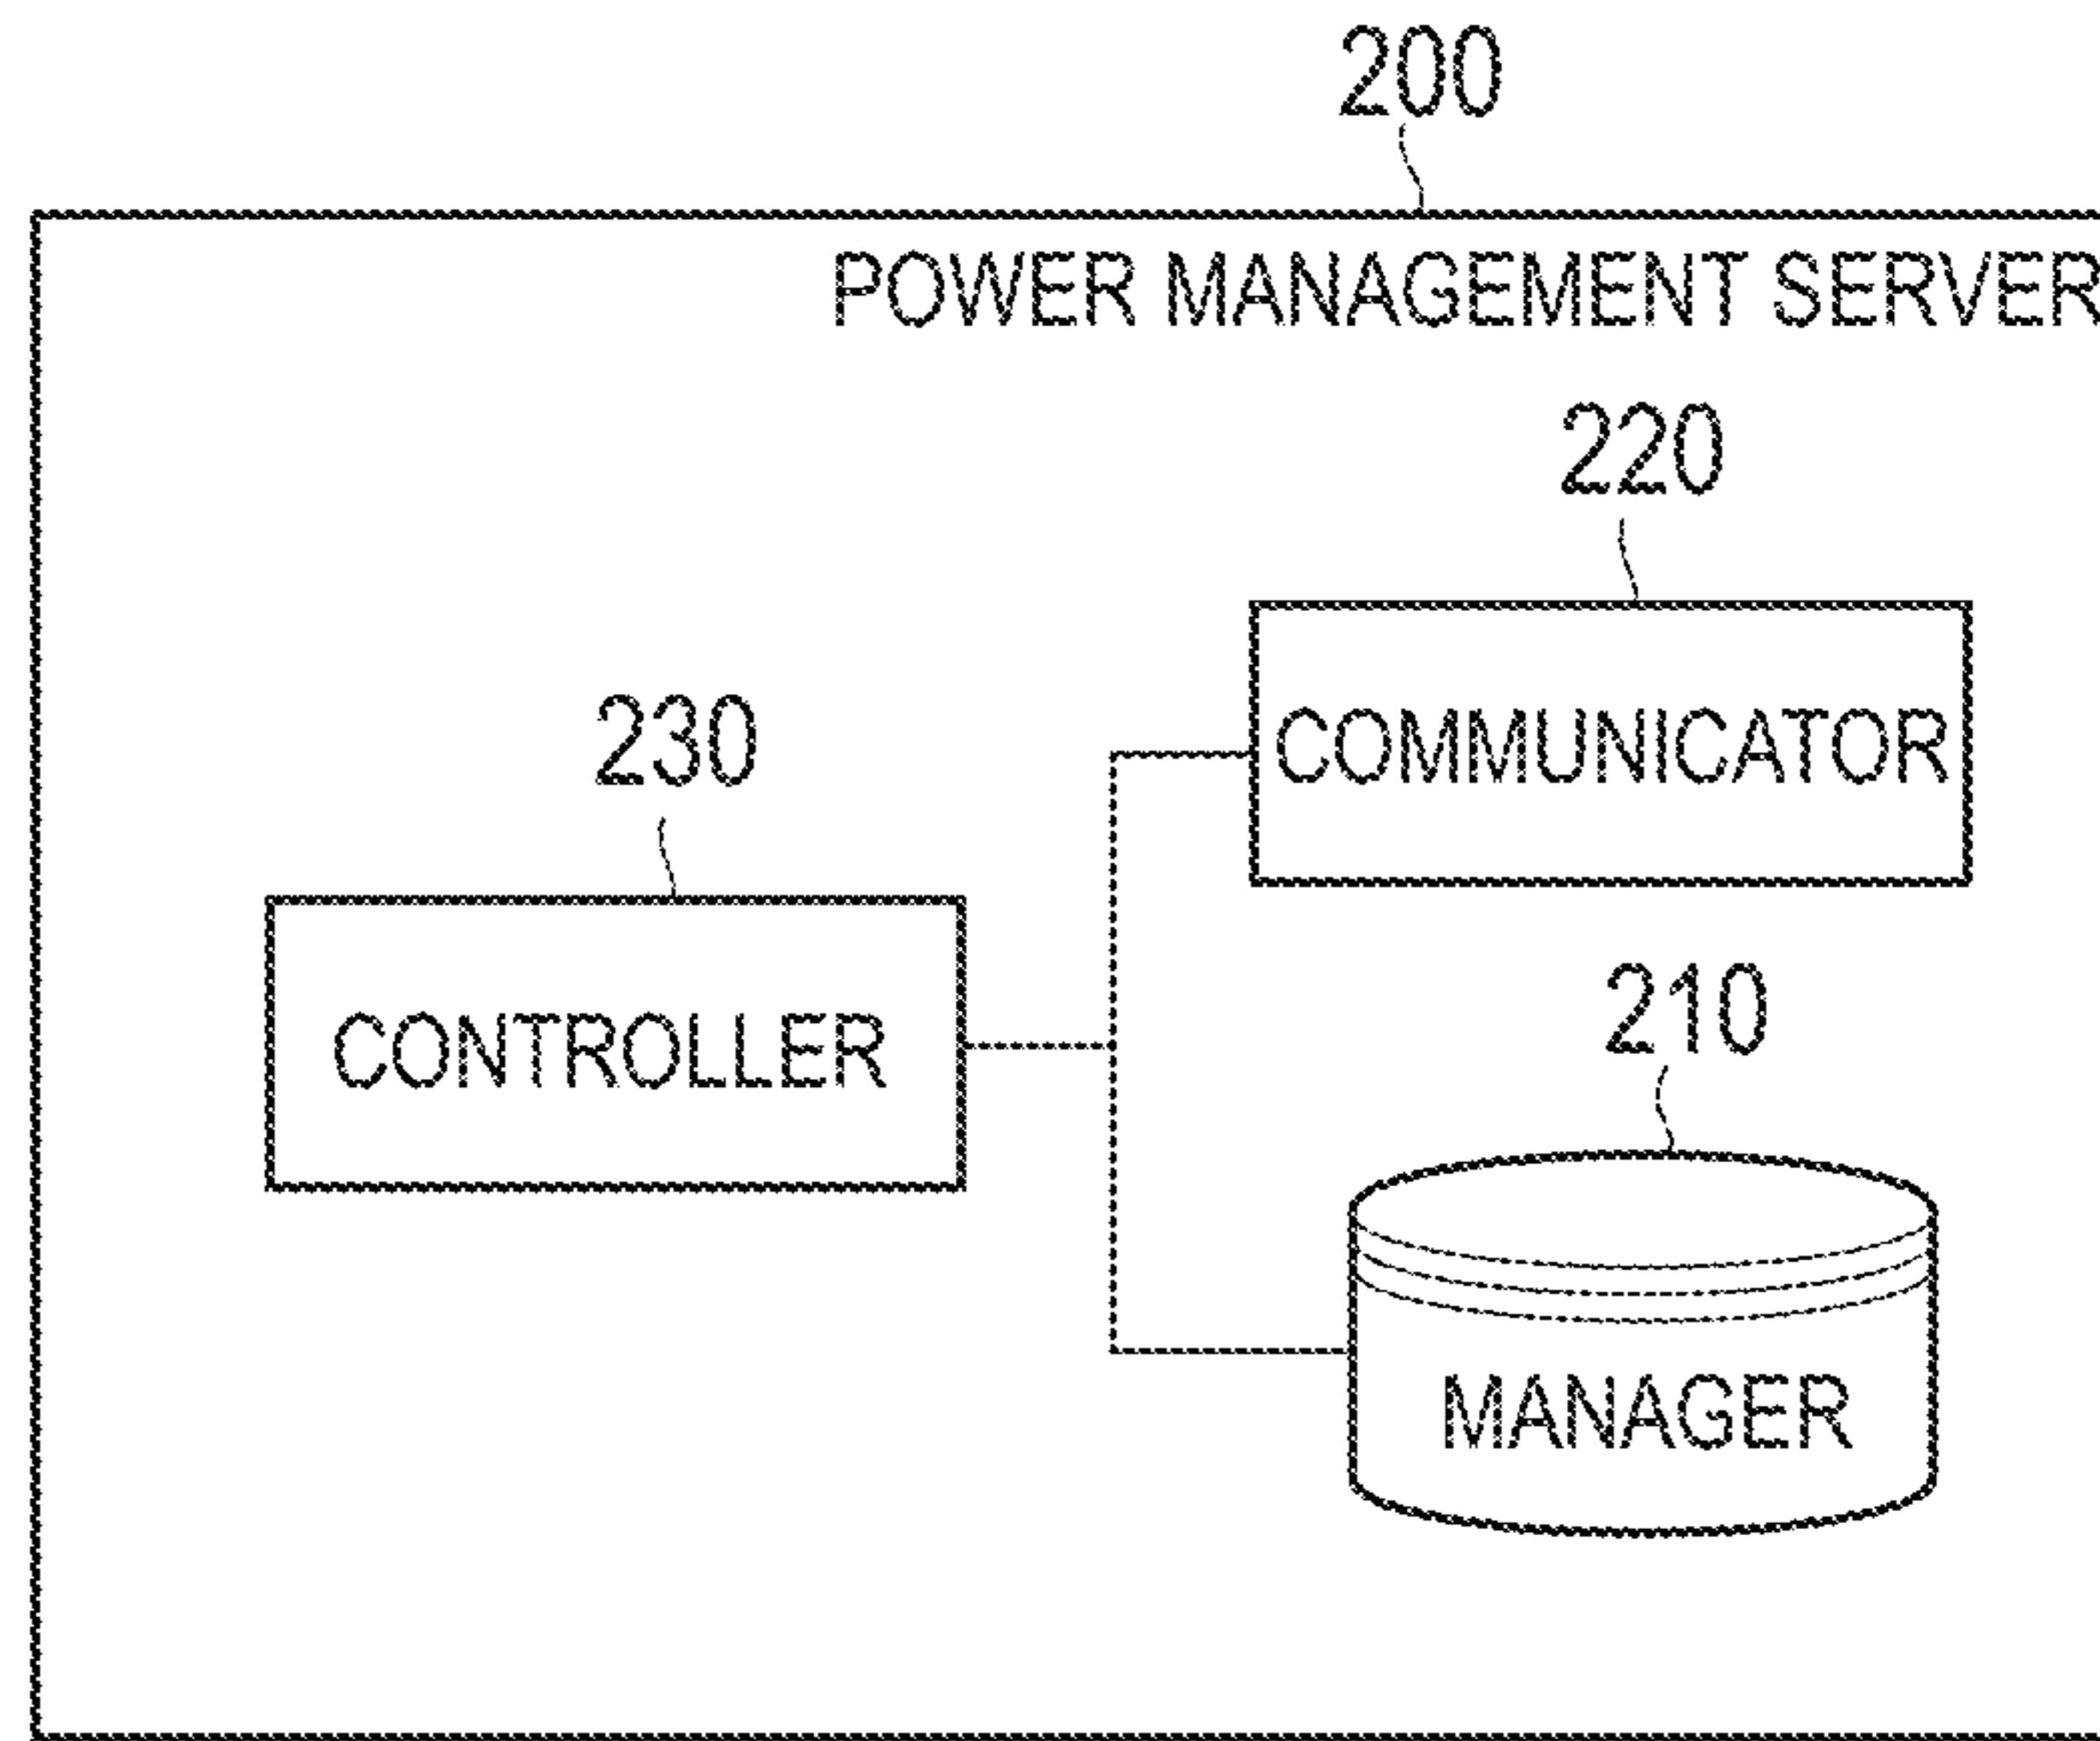 200
POWER MANAGEMENT SERVER
220
COMMUNICATOR
230
CONTROLLER
210
MANAGER